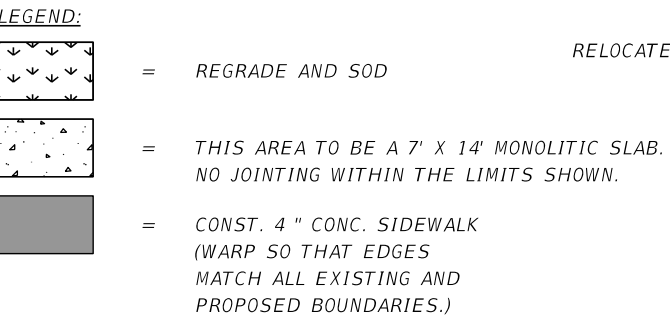 LEGEND:
RELOCATE
= REGRADE AND SOD
= THIS AREA TO BE A 7' X 14' MONOLITIC SLAB.
NO JOINTING WITHIN THE LIMITS SHOWN.
= CONST. 4 " CONC. SIDEWALK
(WARP SO THAT EDGES
MATCH ALL EXISTING AND
PROPOSED BOUNDARIES.)